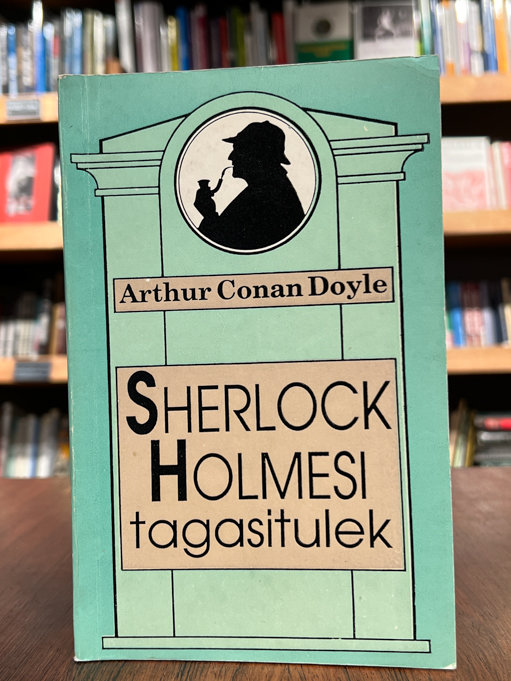 Arthur Conan Doyle
SHERLOCK
HOLMESI
tagasitulek